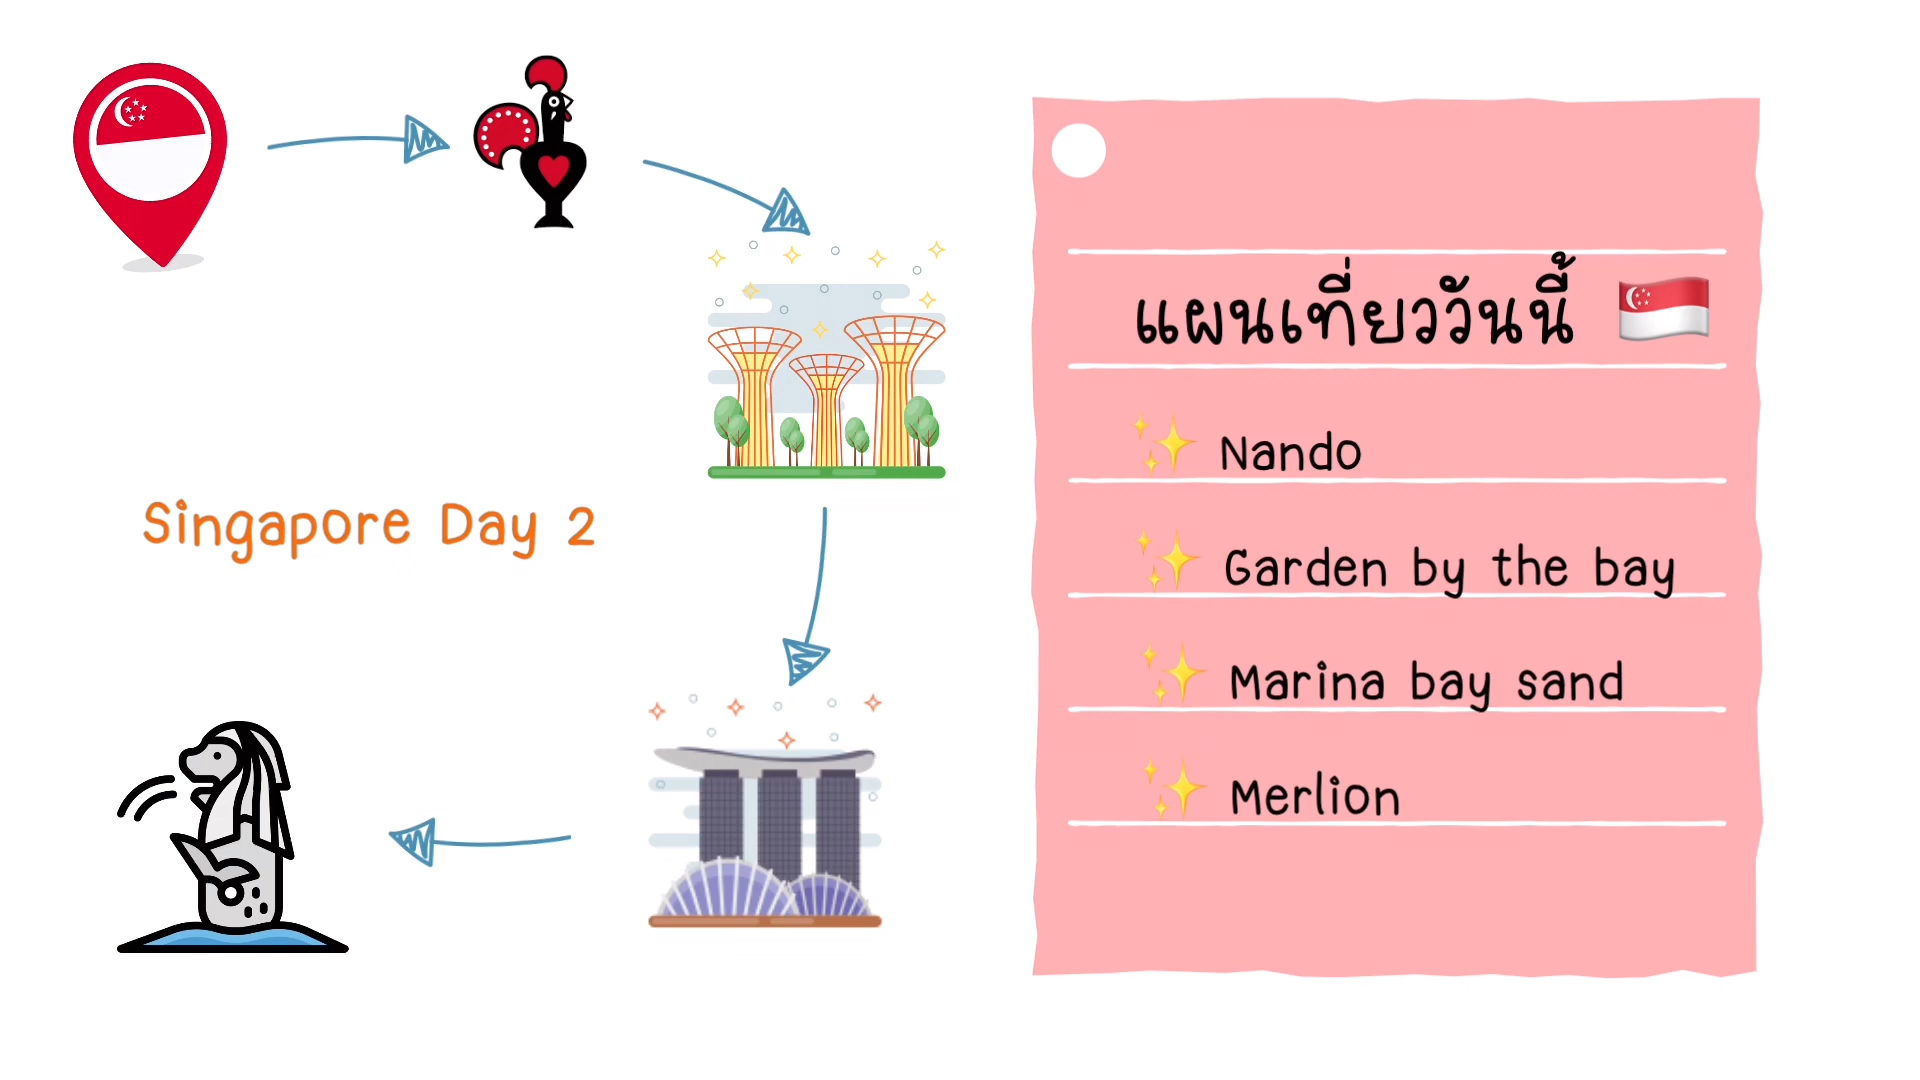 Singapore Day 2
แผนเที่ยววันนี้ 🇸🇬
✨ Nando
✨ Garden by the bay
✨ Marina bay sand
✨ Merlion